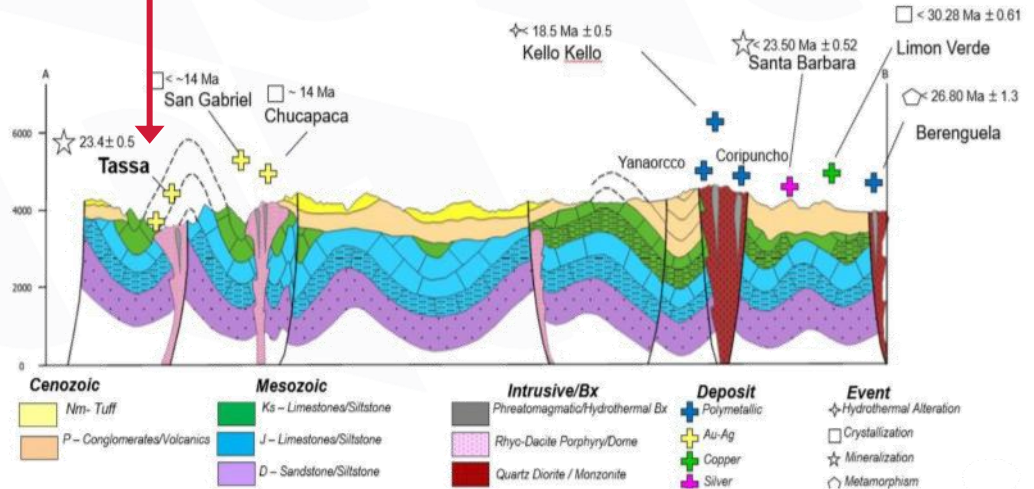 < 18.5 Ma ± 0.5
Kello Kello
< 23.50 Ma ± 0.52
Santa Barbara
< 30.28 Ma ± 0.61
Limon Verde
< 26.80 Ma ± 1.3
Berenguela
A
B
< ~14 Ma
San Gabriel
~ 14 Ma
Chucapaca
23.4± 0.5
Tassa
Yanaorcco
Coripuncho
6000
4000
2000
0
Cenozoic
Nm- Tuff
P – Conglomerates/Volcanics
Mesozoic
Ks – Limestones/Siltstone
J – Limestones/Siltstone
D – Sandstone/Siltstone
Intrusive/Bx
Phreatomagmatic/Hydrothermal Bx
Rhyo-Dacite Porphyry/Dome
Quartz Diorite / Monzonite
Deposit
Polymetallic
Au-Ag
Copper
Silver
Event
Hydrothermal Alteration
Crystallization
Mineralization
Metamorphism